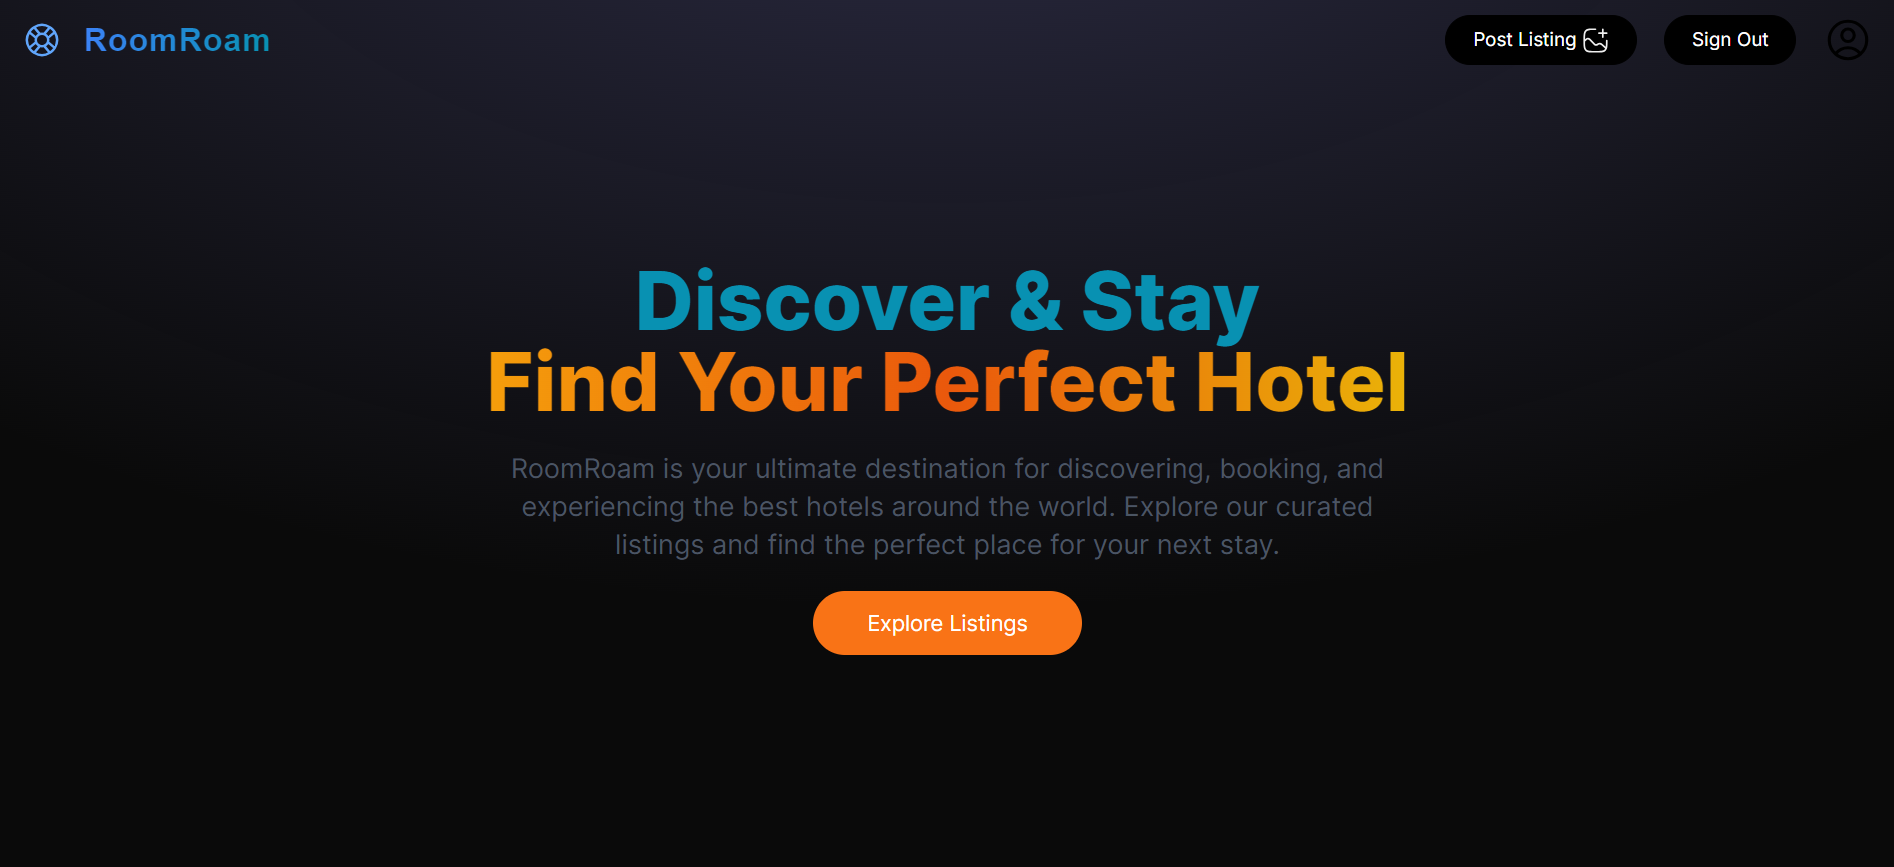 RoomRoam
Post Listing
Sign Out
Discover & Stay
Find Your Perfect Hotel
RoomRoam is your ultimate destination for discovering, booking, and
experiencing the best hotels around the world. Explore our curated
listings and find the perfect place for your next stay.
Explore Listings